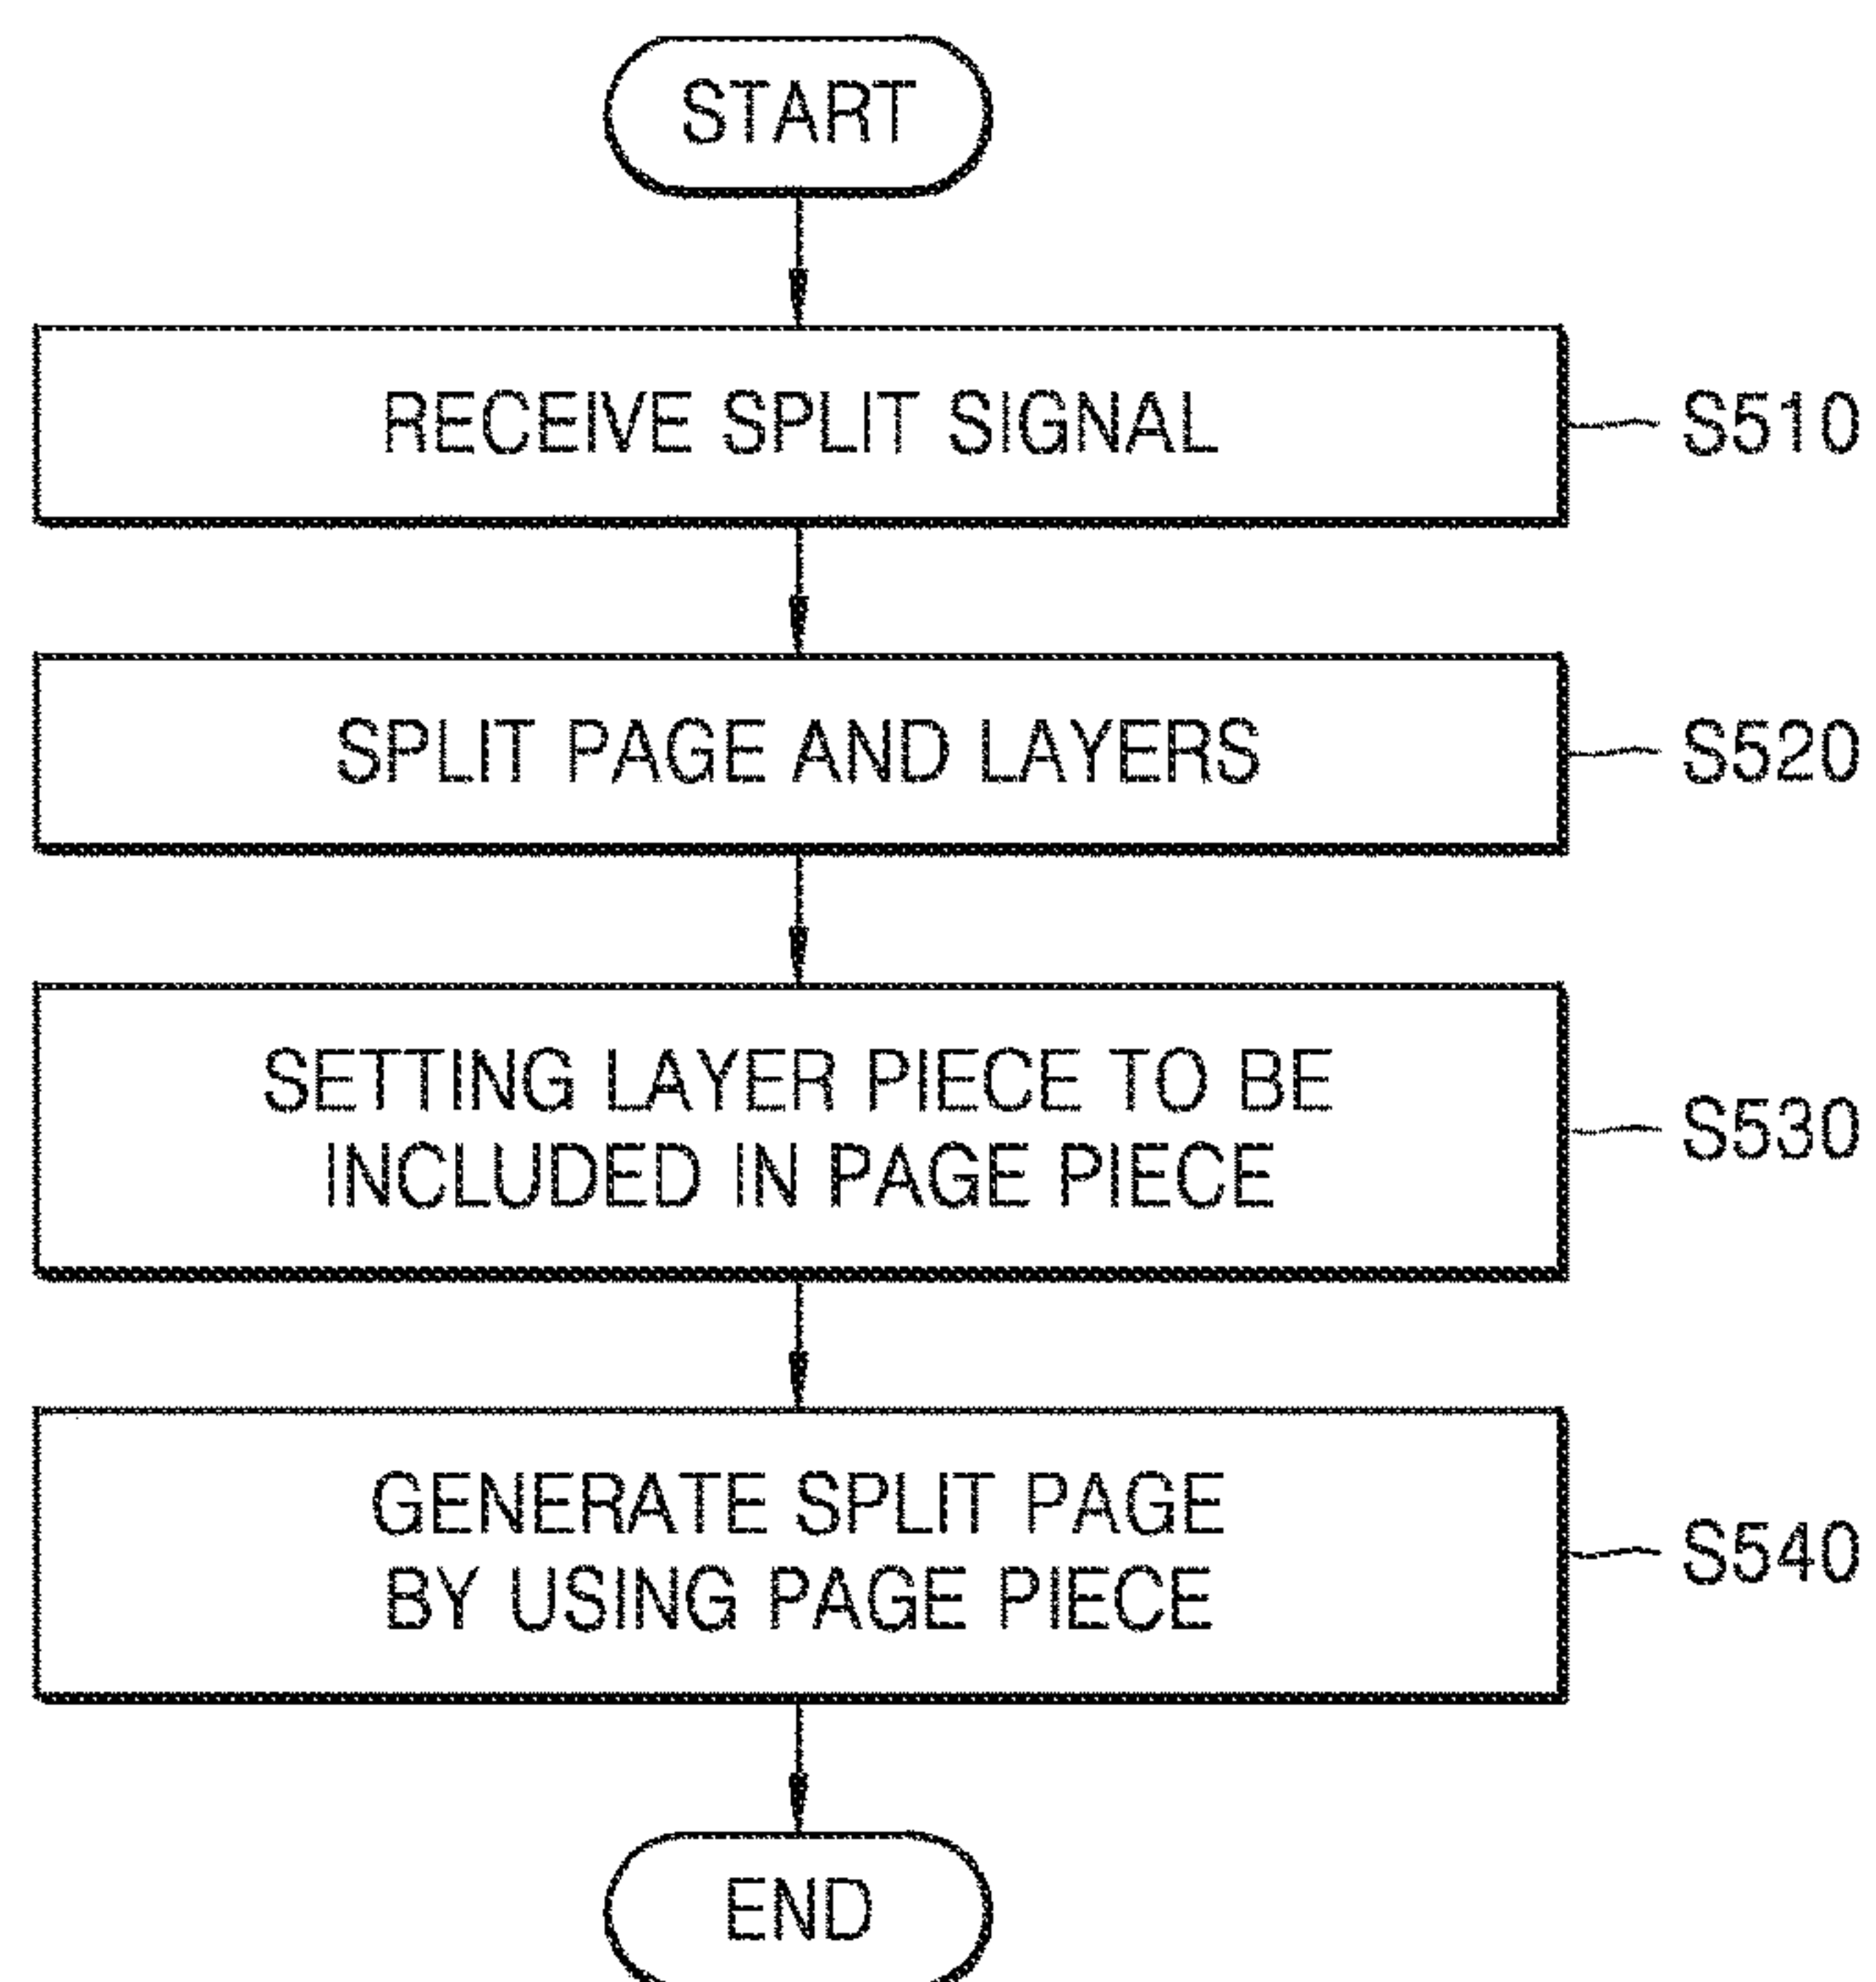 START
RECEIVE SPLIT SIGNAL
S510
SPLIT PAGE AND LAYERS
S520
SETTING LAYER PIECE TO BE
INCLUDED IN PAGE PIECE
S530
GENERATE SPLIT PAGE
BY USING PAGE PIECE
S540
END